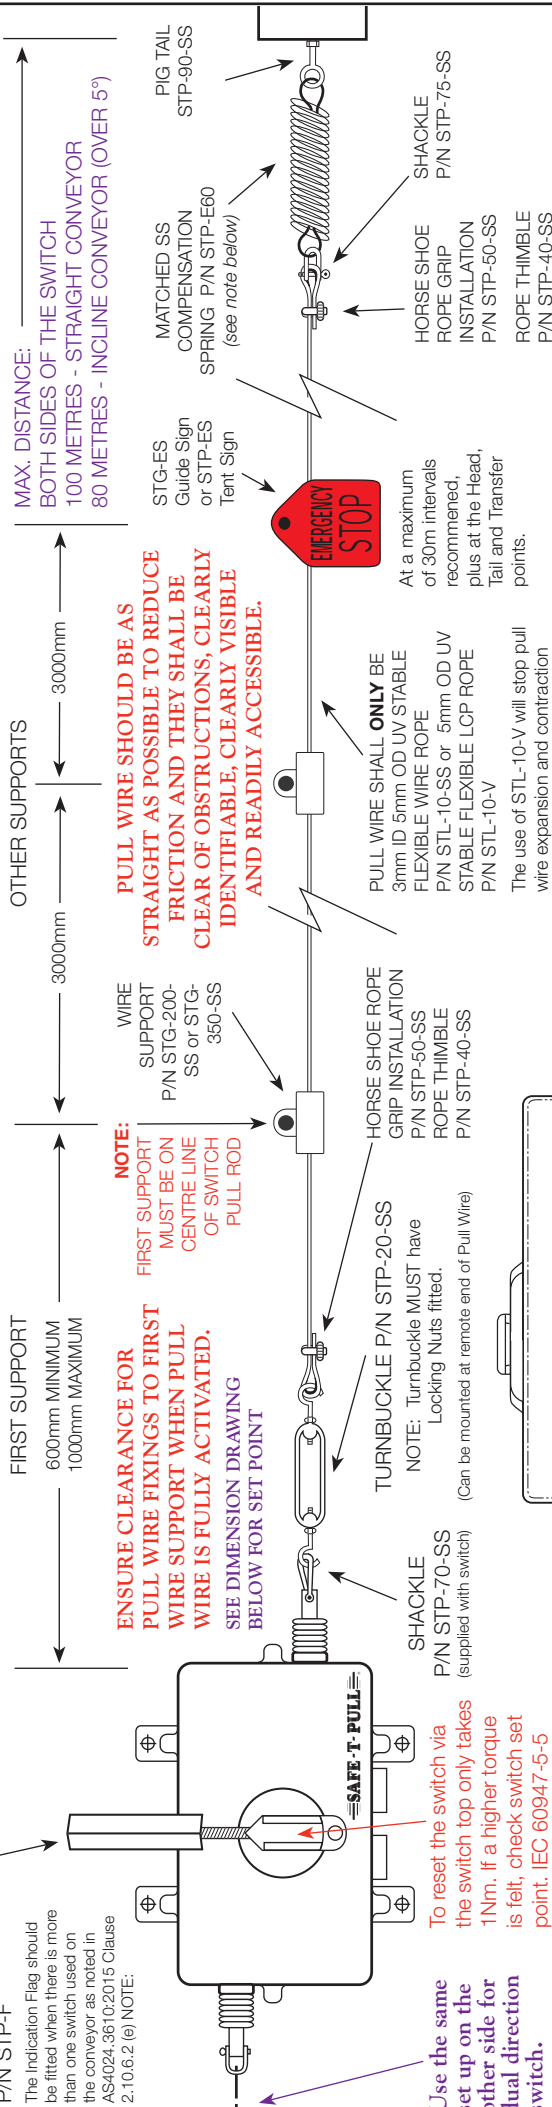 P/N STP-F
The Indication Flag should
be fitted when there is more
than one switch used on
the conveyor as noted in
AS4024.3610:2015 Clause
2.10.6.2 (e) NOTE:
FIRST SUPPORT
600mm MINIMUM
1000mm MAXIMUM
OTHER SUPPORTS
3000mm
3000mm
MAX. DISTANCE:
BOTH SIDES OF THE SWITCH
100 METRES - STRAIGHT CONVEYOR
80 METRES - INCLINE CONVEYOR (OVER 5°)
ENSURE CLEARANCE FOR
PULL WIRE FIXINGS TO FIRST
WIRE SUPPORT WHEN PULL
WIRE IS FULLY ACTIVATED.
SEE DIMENSION DRAWING
BELOW FOR SET POINT
NOTE:
FIRST SUPPORT
MUST BE ON
CENTRE LINE
OF SWITCH
PULL ROD
WIRE
SUPPORT
P/N STG-200-
SS or STG-
350-SS
PULL WIRE SHOULD BE AS
STRAIGHT AS POSSIBLE TO REDUCE
FRICTION AND THEY SHALL BE
CLEAR OF OBSTRUCTIONS, CLEARLY
IDENTIFIABLE, CLEARLY VISIBLE
AND READILY ACCESSIBLE.
STG-ES
Guide Sign
or STP-ES
Tent Sign
MATCHED SS
COMPENSATION
SPRING P/N STP-E60
(see note below)
PIG TAIL
STP-90-SS
SAFE-T-PULL
EMERGENCY
STOP
Use the same
set up on the
other side for
dual direction
switch.
To reset the switch via
the switch top only takes
1Nm. If a higher torque
is felt, check switch set
point. IEC 60947-5-5
SHACKLE
P/N STP-70-SS
(supplied with switch)
TURNBUCKLE P/N STP-20-SS
NOTE: Turnbuckle MUST have
Locking Nuts fitted.
(Can be mounted at remote end of Pull Wire)
HORSE SHOE ROPE
GRIP INSTALLATION
P/N STP-50-SS
ROPE THIMBLE
P/N STP-40-SS
PULL WIRE SHALL ONLY BE
3mm ID 5mm OD UV STABLE
FLEXIBLE WIRE ROPE
P/N STL-10-SS or 5mm OD UV
STABLE FLEXIBLE LCP ROPE
P/N STL-10-V
The use of STL-10-V will stop pull
wire expansion and contraction
At a maximum
of 30m intervals
recommened,
plus at the Head,
Tail and Transfer
points.
HORSE SHOE
ROPE GRIP
INSTALLATION
P/N STP-50-SS
ROPE THIMBLE
P/N STP-40-SS
SHACKLE
P/N STP-75-SS